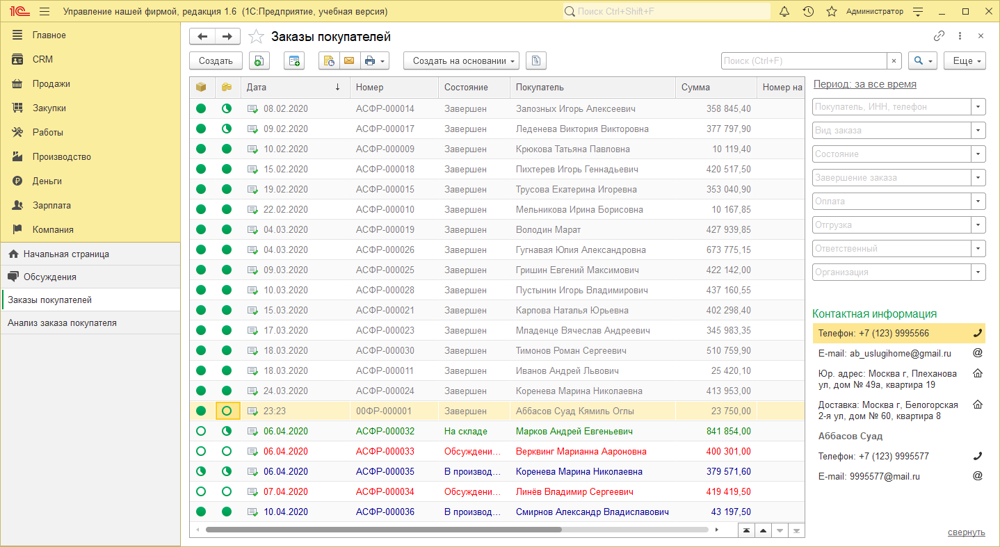 1С Управление нашей фирмой, редакция 1.6 (1С:Предприятие, учебная версия) Поиск Ctrl+Shift+F Администратор
Главное
CRM
Продажи
Закупки
Работы
Производство
Деньги
Зарплата
Компания
Начальная страница
Обсуждения
Заказы покупателей
Анализ заказа покупателя
Заказы покупателей
Создать Создать на основании Поиск (Ctrl+F) × Еще
Дата ↓ Номер Состояние Покупатель Сумма Номер на
08.02.2020 АСФР-000014 Завершен Залозных Игорь Алексеевич 358 845,40
09.02.2020 АСФР-000017 Завершен Леденева Виктория Викторовна 377 797,90
10.02.2020 АСФР-000009 Завершен Крюкова Татьяна Павловна 10 119,40
15.02.2020 АСФР-000018 Завершен Пихтерев Игорь Геннадьевич 420 517,50
19.02.2020 АСФР-000015 Завершен Трусова Екатерина Игоревна 353 040,90
22.02.2020 АСФР-000010 Завершен Мельникова Ирина Борисовна 10 167,85
04.03.2020 АСФР-000019 Завершен Володин Марат 427 939,85
04.03.2020 АСФР-000026 Завершен Гугнавая Юлия Александровна 673 775,15
09.03.2020 АСФР-000025 Завершен Гришин Евгений Максимович 422 142,00
10.03.2020 АСФР-000028 Завершен Пустынин Игорь Владимирович 437 160,55
15.03.2020 АСФР-000021 Завершен Карпова Наталья Юрьевна 402 298,40
17.03.2020 АСФР-000023 Завершен Младенце Вячеслав Андреевич 345 983,35
18.03.2020 АСФР-000030 Завершен Тимонов Роман Сергеевич 510 759,90
18.03.2020 АСФР-000011 Завершен Иванов Андрей Львович 25 420,10
24.03.2020 АСФР-000024 Завершен Коренева Марина Николаевна 413 953,00
23:23 00ФР-000001 Завершен Аббасов Суад Кямиль Оглы 23 750,00
06.04.2020 АСФР-000032 На складе Марков Андрей Евгеньевич 841 854,00
06.04.2020 АСФР-000033 Обсуждени... Верквинг Марианна Аароновна 400 301,00
06.04.2020 АСФР-000035 В производ... Коренева Марина Николаевна 379 571,60
07.04.2020 АСФР-000034 Обсуждени... Линёв Владимир Сергеевич 419 419,50
10.04.2020 АСФР-000036 В производ... Смирнов Александр Владиславович 43 197,50
Период: за все время
Покупатель, ИНН, телефон
Вид заказа
Состояние
Завершение заказа
Оплата
Отгрузка
Ответственный
Организация
Контактная информация
Телефон: +7 (123) 9995566
E-mail: ab_uslugihome@gmail.ru @
Юр. адрес: Москва г, Плеханова
ул, дом № 49а, квартира 19
Доставка: Москва г, Белогорская
2-я ул, дом № 60, квартира 8
Аббасов Суад
Телефон: +7 (123) 9995577
E-mail: 9995577@mail.ru @
свернуть